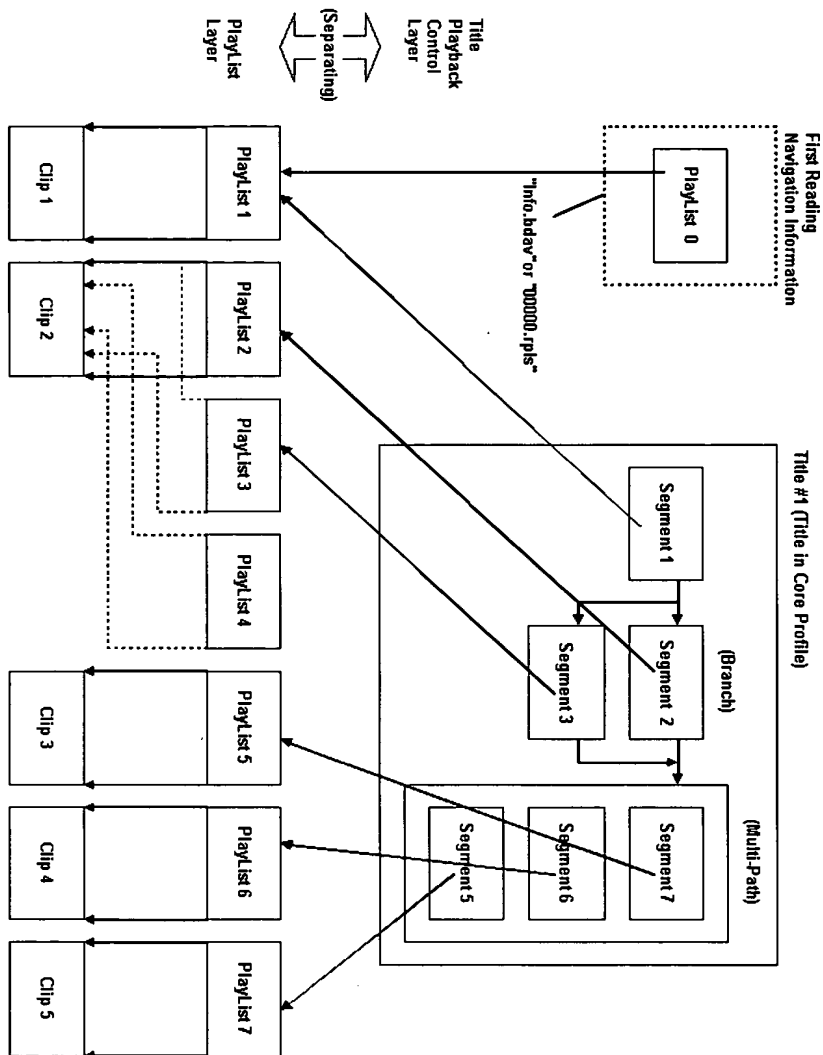 First Reading
Navigation Information
PlayList 0
"Info.bdav" or "00000.rpls"
Title #1 (Title in Core Profile)
Segment 1
(Branch)
Segment 2
Segment 3
(Multi-Path)
Segment 7
Segment 6
Segment 5
Title
Playback
Control
Layer
(Separating)
PlayList
Layer
PlayList 1
PlayList 2
PlayList 3
PlayList 4
PlayList 5
PlayList 6
PlayList 7
Clip 1
Clip 2
Clip 3
Clip 4
Clip 5